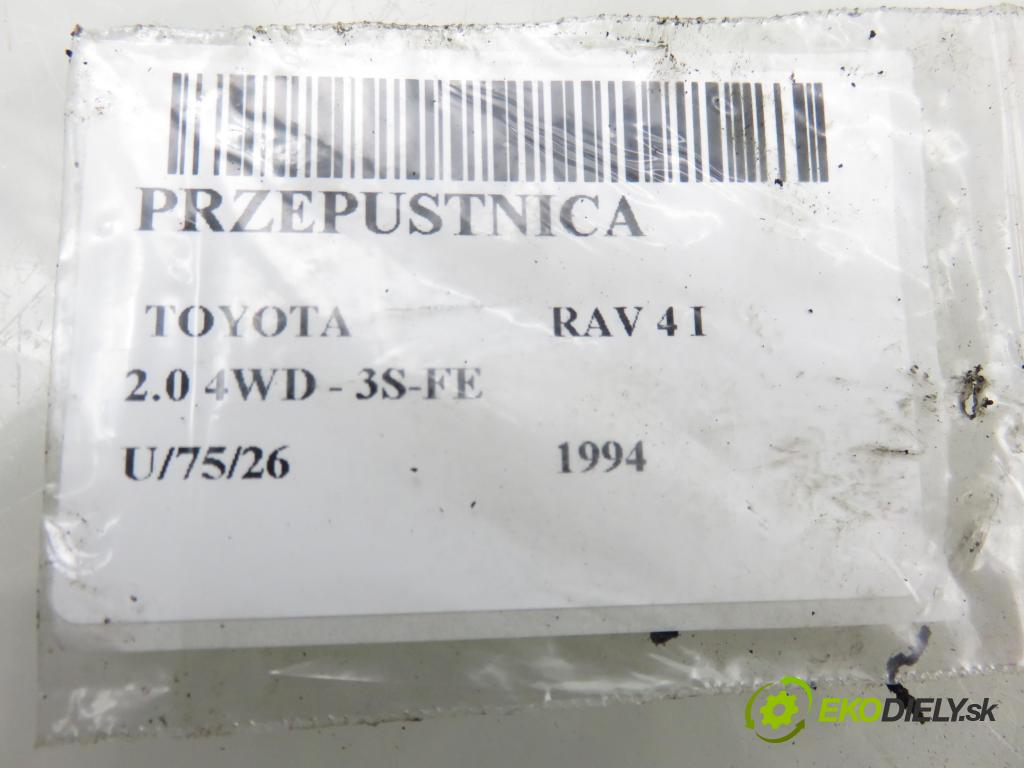 PRZEPUSTNICA
TOYOTA RAV 4 I
2.0 4WD - 3S-FE
U/75/26 1994
EKODIELY.sk